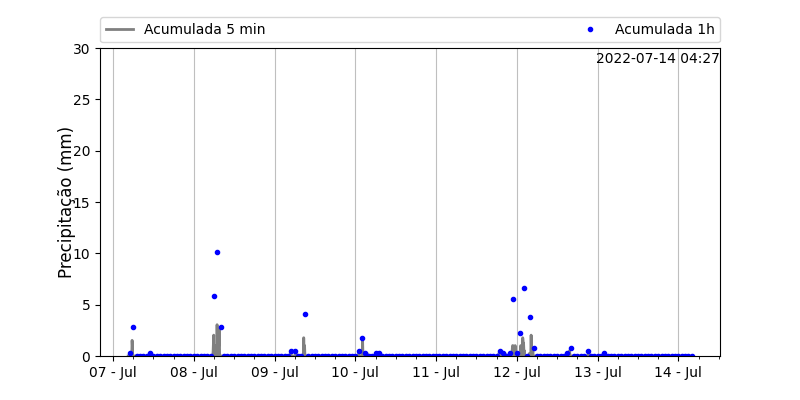 Acumulada 5 min
Acumulada 1h
2022-07-14 04:27
Precipitação (mm)
30
25
20
15
10
5
0
07 - Jul
08 - Jul
09 - Jul
10 - Jul
11 - Jul
12 - Jul
13 - Jul
14 - Jul